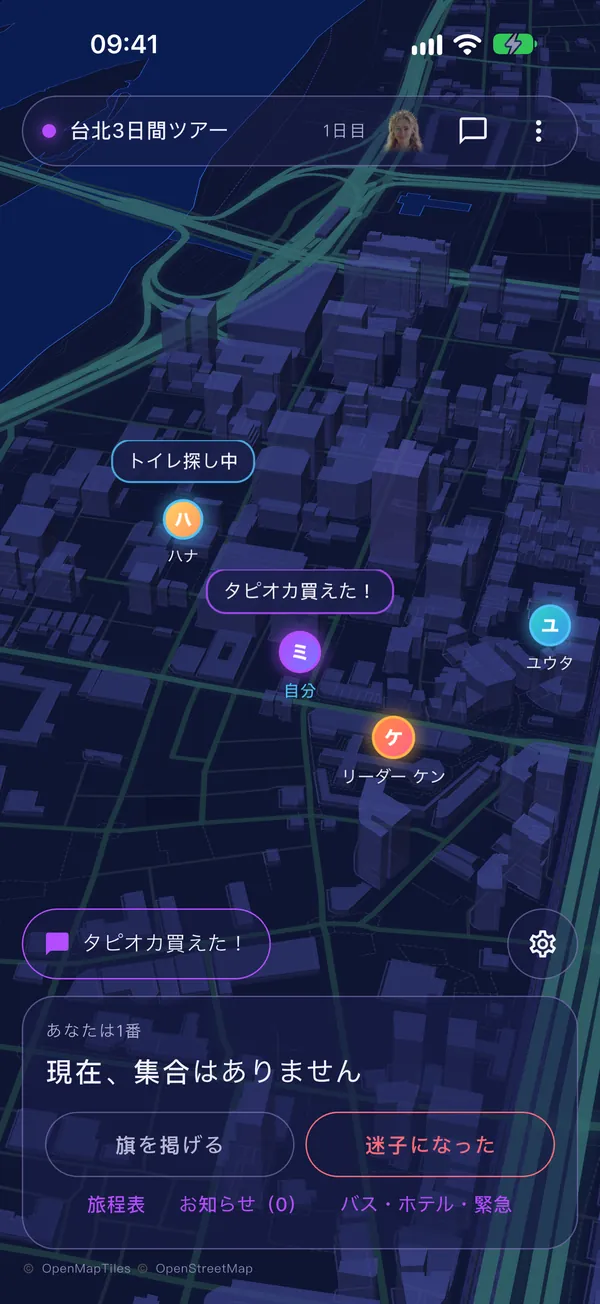 09:41
台北3日間ツアー 1日目
トイレ探し中
ハ
ハナ
タピオカ買えた！
ミ
自分
ユ
ユウタ
ケ
リーダー ケン
タピオカ買えた！
あなたは1番
現在、集合はありません
旗を掲げる 迷子になった
旅程表 お知らせ（0） バス・ホテル・緊急
© OpenMapTiles © OpenStreetMap